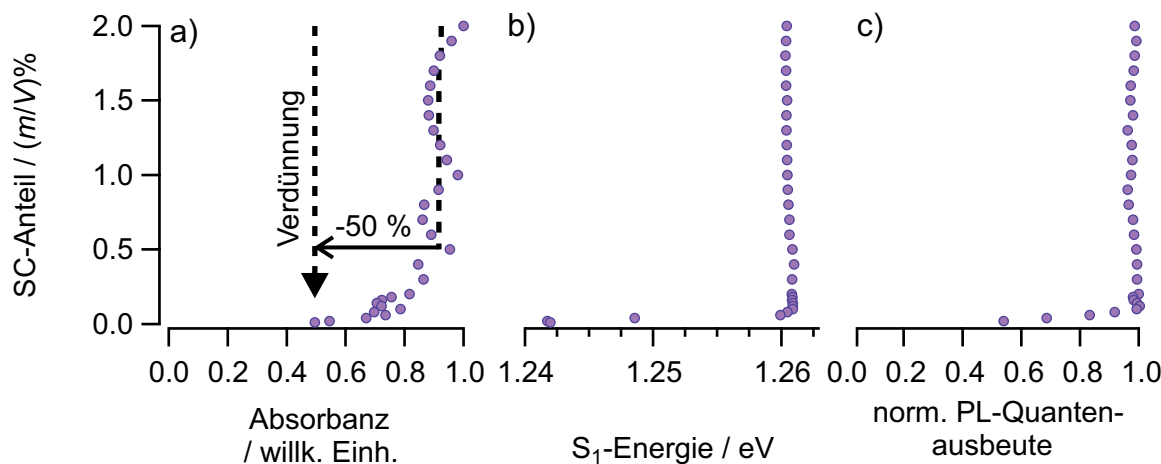 a)
b)
c)
SC-Anteil / (m/V)%
2.0
1.5
1.0
0.5
0.0
Verdünnung
-50 %
0.0 0.2 0.4 0.6 0.8 1.0
1.24 1.25 1.26
0.0 0.2 0.4 0.6 0.8 1.0
Absorbanz
/ willk. Einh.
S₁-Energie / eV
norm. PL-Quanten-
ausbeute